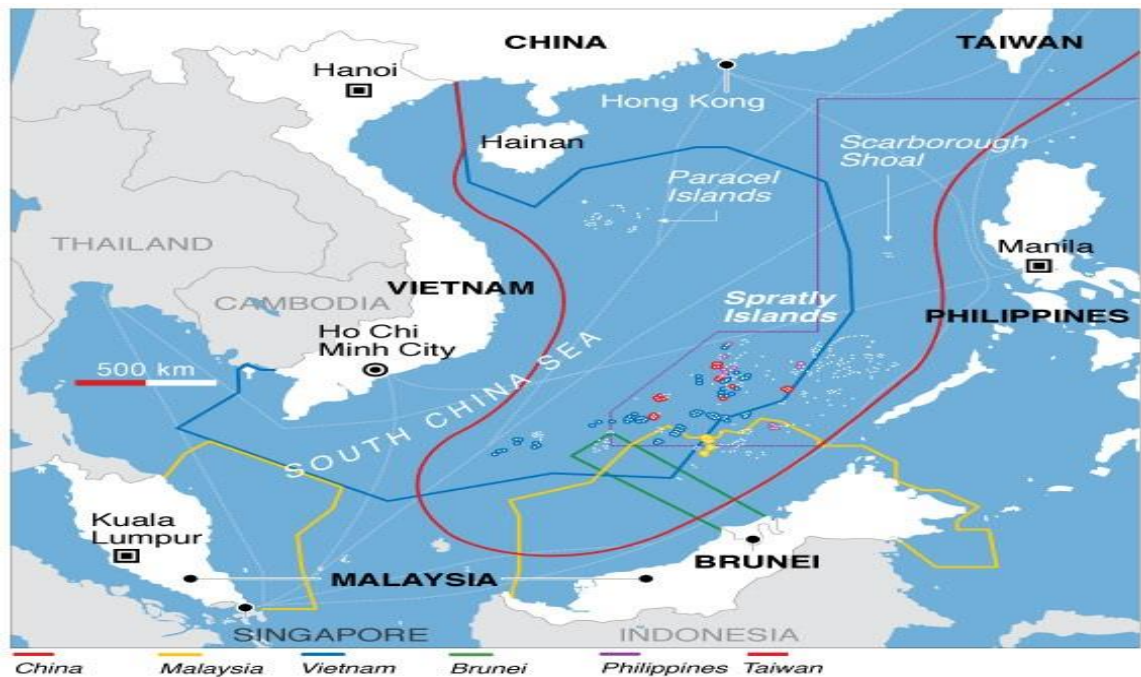 CHINA
TAIWAN
Hanoi
Hong Kong
Hainan
Scarborough
Shoal
Paracel
Islands
THAILAND
Manila
VIETNAM
CAMBODIA
Spratly
Islands
PHILIPPINES
Ho Chi
Minh City
500 km
SOUTH CHINA SEA
Kuala
Lumpur
MALAYSIA
BRUNEI
SINGAPORE
INDONESIA
China
Malaysia
Vietnam
Brunei
Philippines
Taiwan